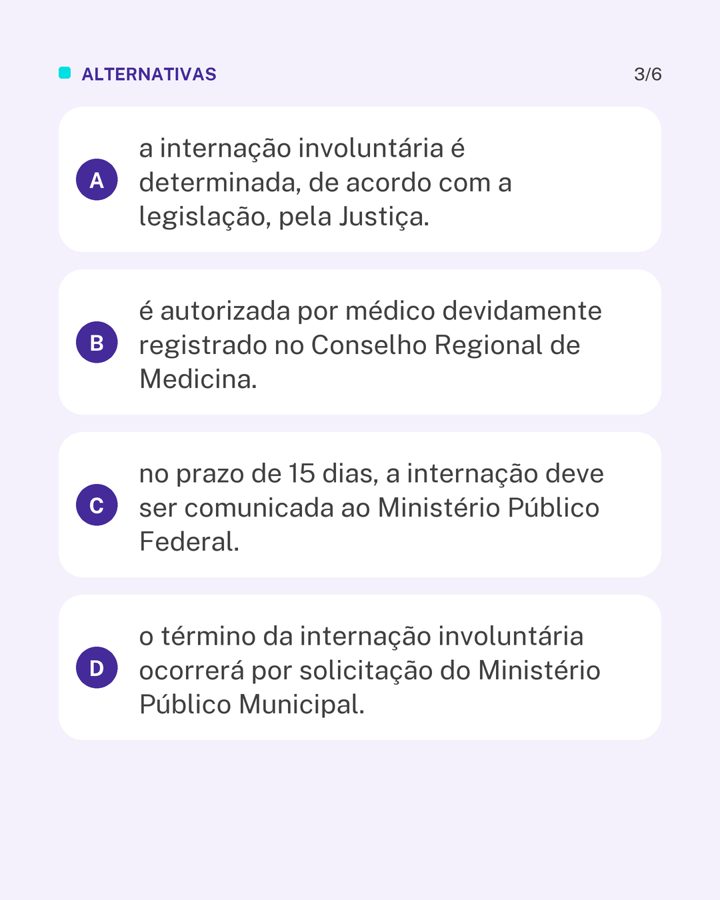 ALTERNATIVAS
3/6
A
a internação involuntária é
determinada, de acordo com a
legislação, pela Justiça.
B
é autorizada por médico devidamente
registrado no Conselho Regional de
Medicina.
C
no prazo de 15 dias, a internação deve
ser comunicada ao Ministério Público
Federal.
D
o término da internação involuntária
ocorrerá por solicitação do Ministério
Público Municipal.